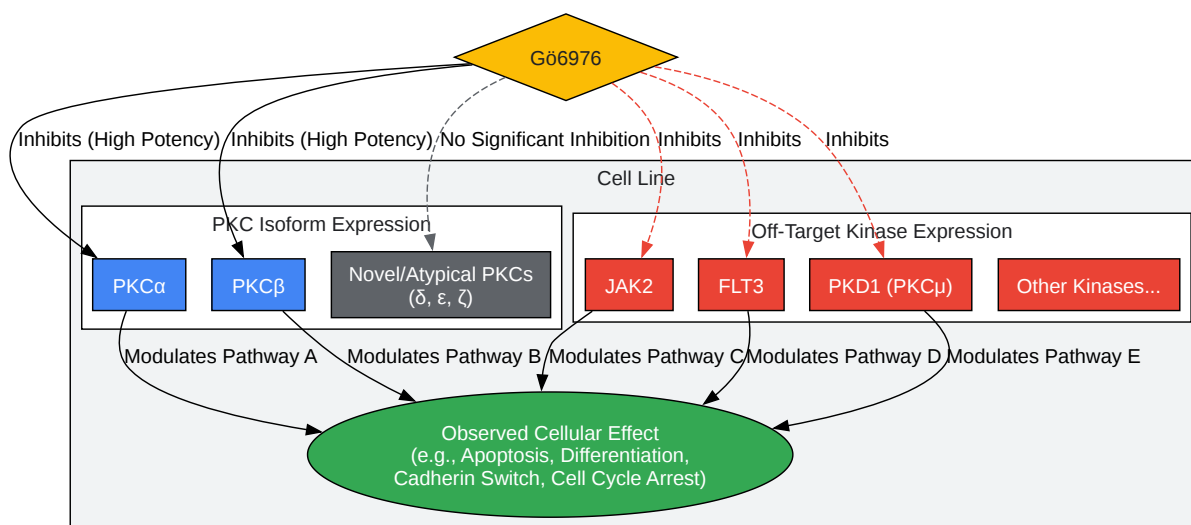 Gö6976
Inhibits (High Potency)
Inhibits (High Potency)
No Significant Inhibition
Inhibits
Inhibits
Inhibits
Cell Line
PKC Isoform Expression
Off-Target Kinase Expression
PKCα
PKCβ
Novel/Atypical PKCs
(δ, ε, ζ)
JAK2
FLT3
PKD1 (PKCμ)
Other Kinases...
Modulates Pathway A
Modulates Pathway B
Modulates Pathway C
Modulates Pathway D
Modulates Pathway E
Observed Cellular Effect
(e.g., Apoptosis, Differentiation,
Cadherin Switch, Cell Cycle Arrest)